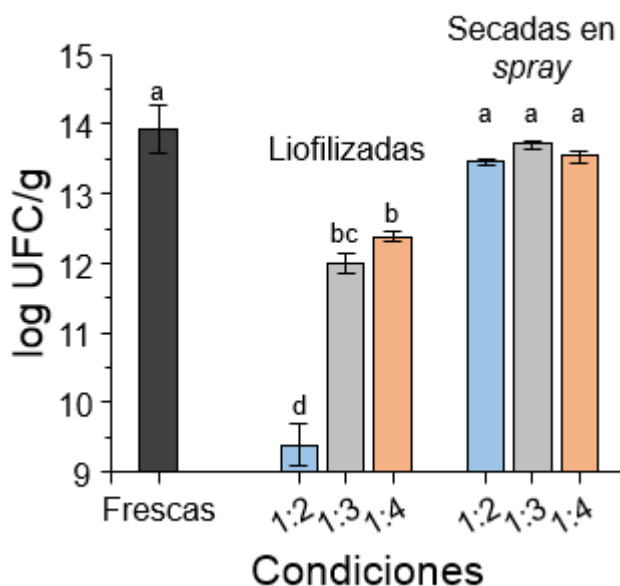 Secadas en
spray
Liofilizadas
a
d
bc
b
a
a
a
log UFC/g
15
14
13
12
11
10
9
Frescas
1:2
1:3
1:4
1:2
1:3
1:4
Condiciones